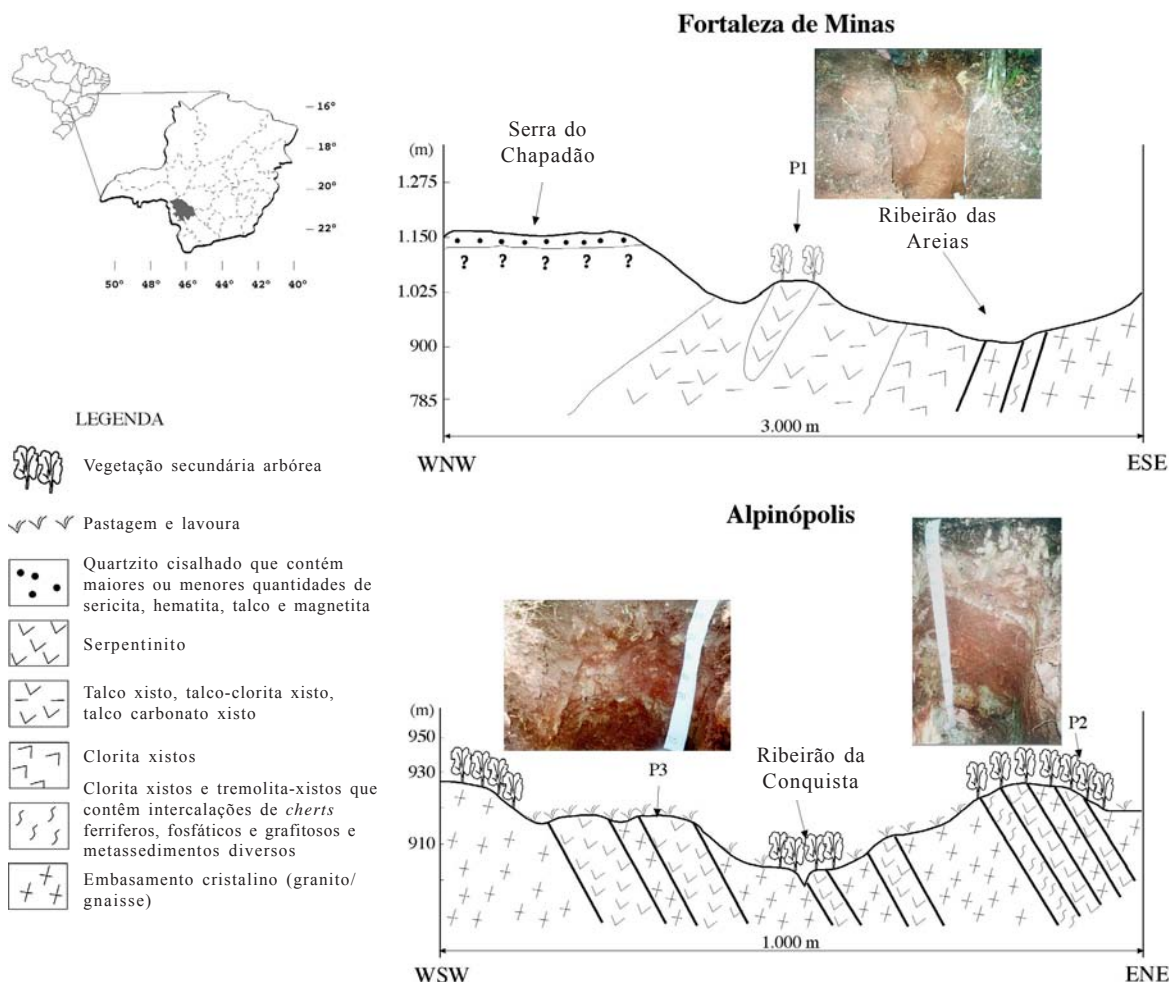 Fortaleza de Minas
16°
18°
20°
22°
50° 48° 46° 44° 42° 40°
Serra do
Chapadão
(m)
1.275
1.150
1.025
900
785
P1
Ribeirão das
Areias
? ? ? ? ?
3.000 m
WNW
ESE
LEGENDA
Vegetação secundária arbórea
Pastagem e lavoura
Quartzito cisalhado que contém
maiores ou menores quantidades de
sericita, hematita, talco e magnetita
Serpentinito
Talco xisto, talco-clorita xisto,
talco carbonato xisto
Clorita xistos
Clorita xistos e tremolita-xistos que
contêm intercalações de cherts
ferriferos, fosfáticos e grafitosos e
metassedimentos diversos
Embasamento cristalino (granito/
gnaisse)
Alpinópolis
(m)
950
930
910
P3
Ribeirão da
Conquista
P2
1.000 m
WSW
ENE